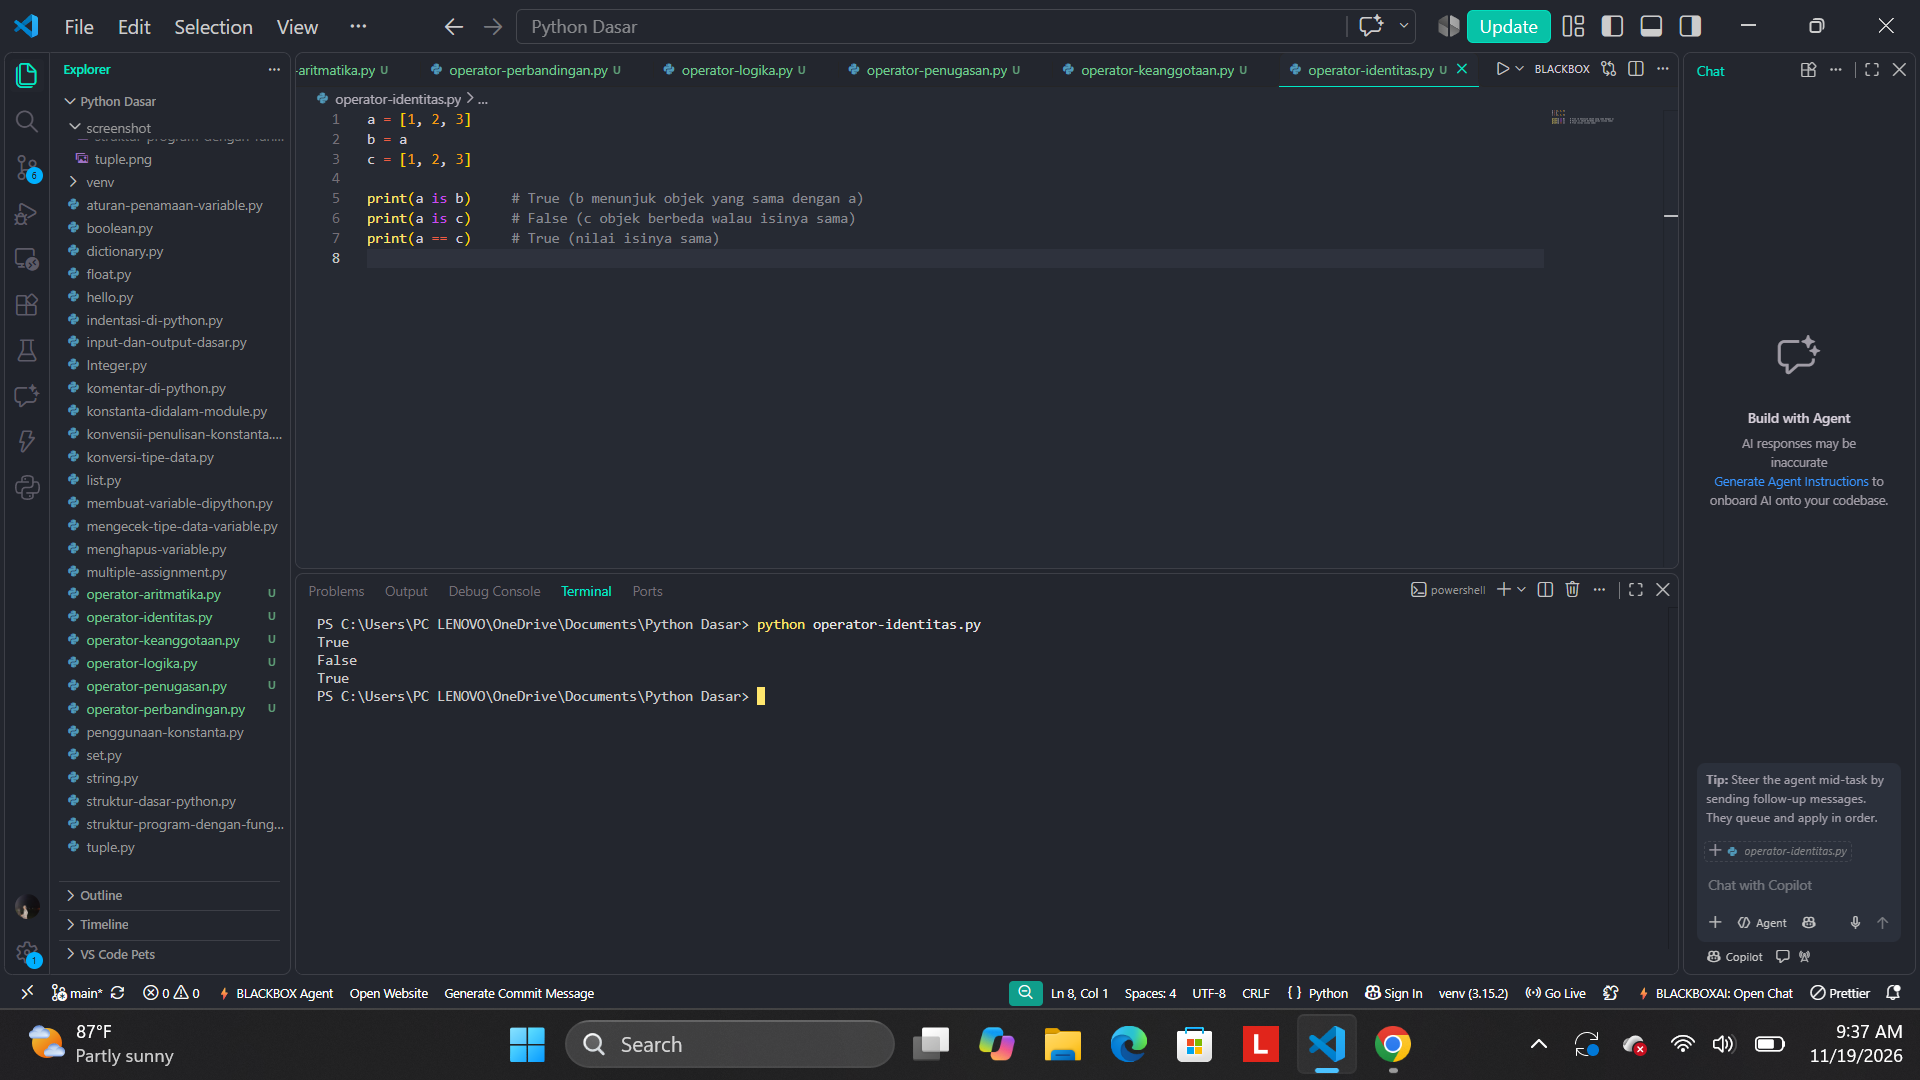 File Edit Selection View ···
Python Dasar
Update
Explorer ···
Python Dasar
screenshot
tuple.png
venv
aturan-penamaan-variable.py
boolean.py
dictionary.py
float.py
hello.py
indentasi-di-python.py
input-dan-output-dasar.py
Integer.py
komentar-di-python.py
konstanta-didalam-module.py
konvensii-penulisan-konstanta....
konversi-tipe-data.py
list.py
membuat-variable-dipython.py
mengecek-tipe-data-variable.py
menghapus-variable.py
multiple-assignment.py
operator-aritmatika.py U
operator-identitas.py U
operator-keanggotaan.py U
operator-logika.py U
operator-penugasan.py U
operator-perbandingan.py U
penggunaan-konstanta.py
set.py
string.py
struktur-dasar-python.py
struktur-program-dengan-fung...
tuple.py
Outline
Timeline
VS Code Pets
6
1
-aritmatika.py U operator-perbandingan.py U operator-logika.py U operator-penugasan.py U operator-keanggotaan.py U operator-identitas.py U
BLACKBOX
operator-identitas.py > ...
1 a = [1, 2, 3]
2 b = a
3 c = [1, 2, 3]
4
5 print(a is b) # True (b menunjuk objek yang sama dengan a)
6 print(a is c) # False (c objek berbeda walau isinya sama)
7 print(a == c) # True (nilai isinya sama)
8
Problems Output Debug Console Terminal Ports
powershell
PS C:\Users\PC LENOVO\OneDrive\Documents\Python Dasar> python operator-identitas.py
True
False
True
PS C:\Users\PC LENOVO\OneDrive\Documents\Python Dasar>
Chat
Build with Agent
AI responses may be
inaccurate
Generate Agent Instructions to
onboard AI onto your codebase.
Tip: Steer the agent mid-task by
sending follow-up messages.
They queue and apply in order.
operator-identitas.py
Chat with Copilot
Agent
Copilot
main* 0 0 BLACKBOX Agent Open Website Generate Commit Message
Ln 8, Col 1 Spaces: 4 UTF-8 CRLF { } Python Sign In venv (3.15.2) Go Live BLACKBOXAI: Open Chat Prettier
87°F
Partly sunny
Search
L
9:37 AM
11/19/2026